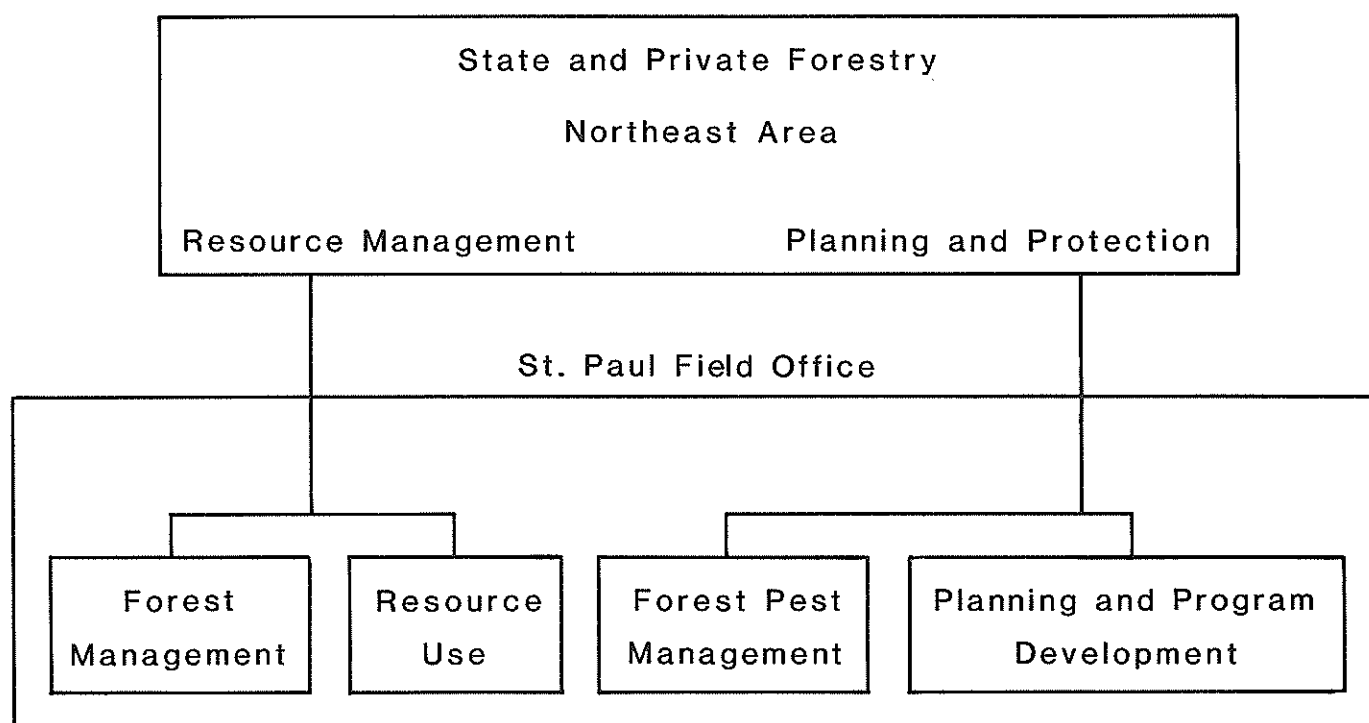 State and Private Forestry
Northeast Area
Resource Management
Planning and Protection
St. Paul Field Office
Forest
Management
Resource
Use
Forest Pest
Management
Planning and Program
Development